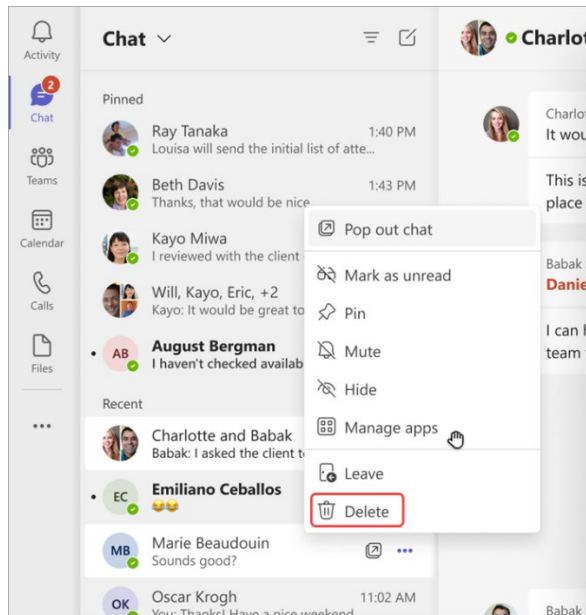 Activity
2
Chat
Teams
Calendar
Calls
Files
Chat
Pinned
Ray Tanaka 1:40 PM
Louisa will send the initial list of atte...
Beth Davis 1:43 PM
Thanks, that would be nice
Kayo Miwa
I reviewed with the client
Will, Kayo, Eric, +2
Kayo: It would be great to
AB
August Bergman
I haven't checked availab
Recent
Charlotte and Babak
Babak: I asked the client t
EC
Emiliano Ceballos
MB
Marie Beaudouin
Sounds good?
OK
Oscar Krogh 11:02 AM
You: Thanks! Have a nice weekend
Pop out chat
Mark as unread
Pin
Mute
Hide
Manage apps
Leave
Delete
Charlot
Charlot
It wou
This is
place
Babak
Danie
I can
team
Babak